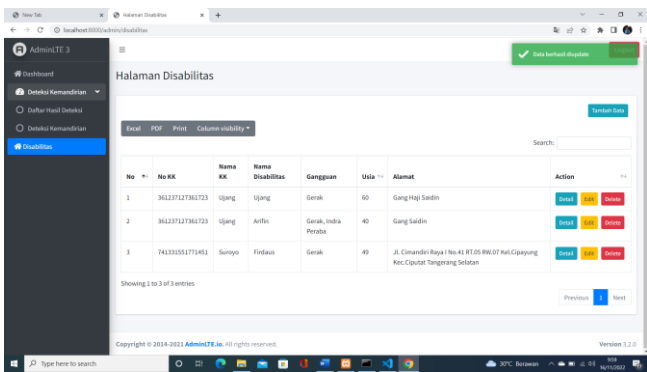 New Tab
Halaman Disabilitas
localhost:8000/admin/disabilitas
AdminLTE 3
Data berhasil diupdate
Logout
Dashboard
Deteksi Kemandirian
Daftar Hasil Deteksi
Deteksi Kemandirian
Disabilitas
Halaman Disabilitas
Tambah Data
Excel PDF Print Column visibility
Search:
No No KK Nama KK Nama Disabilitas Gangguan Usia Alamat Action
1 361237127361723 Ujang Ujang Gerak 60 Gang Haji Saidin Detail Edit Delete
2 361237127361723 Ujang Arifin Gerak, Indra Peraba 40 Gang Saidin Detail Edit Delete
3 741331551771451 Suroyo Firdaus Gerak 49 Jl. Cimandiri Raya I No.41 RT.05 RW.07 Kel.Cipayung
Kec.Ciputat Tangerang Selatan Detail Edit Delete
Showing 1 to 3 of 3 entries
Previous 1 Next
Copyright © 2014-2021 AdminLTE.io. All rights reserved.
Version 3.2.0
Type here to search
30°C Berawan
16/11/2022